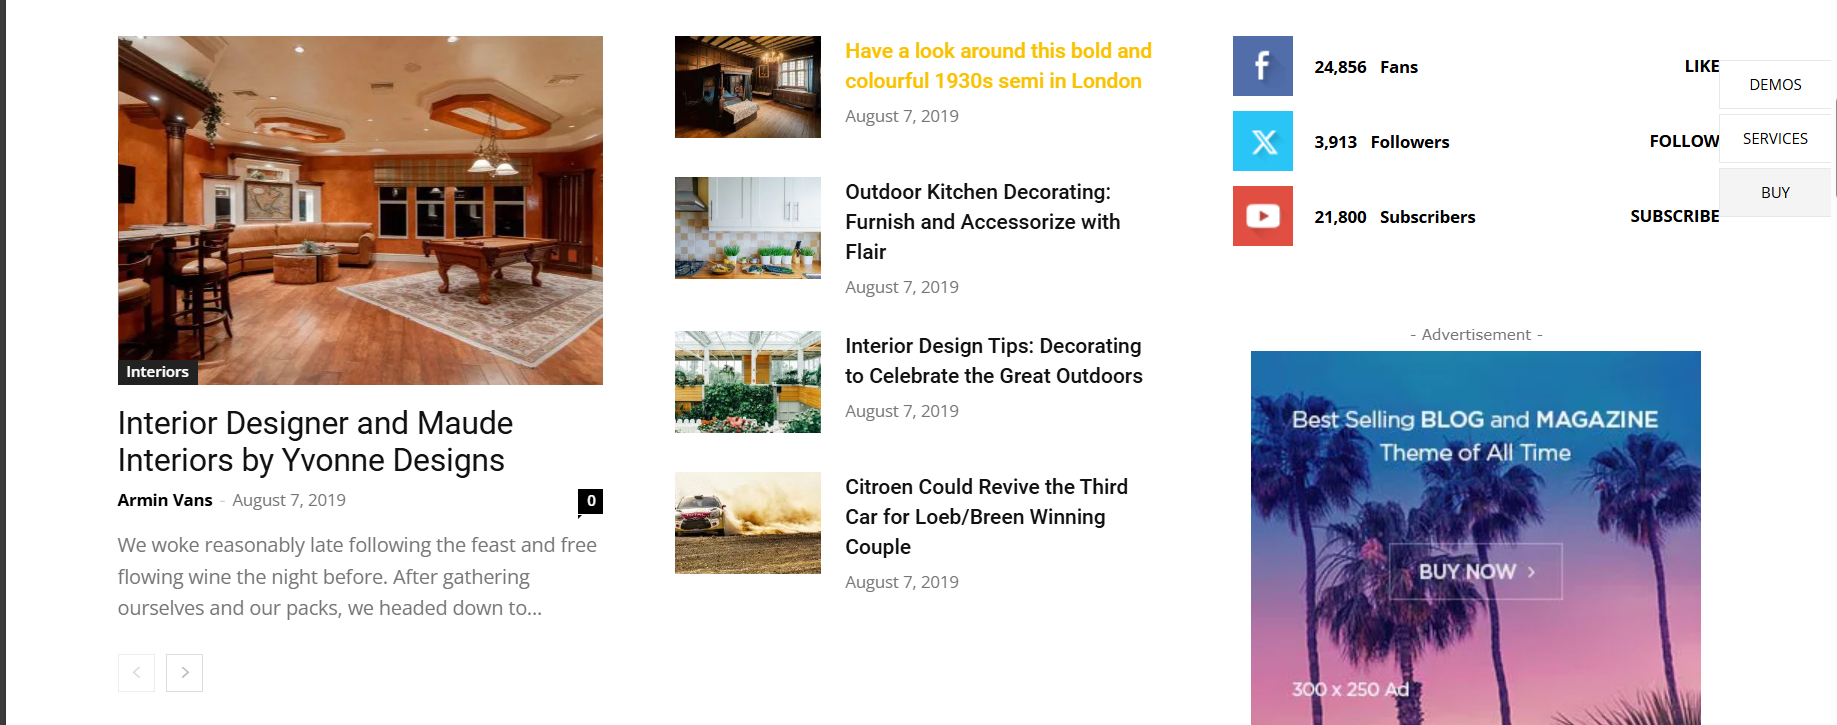 Interiors
Interior Designer and Maude
Interiors by Yvonne Designs
Armin Vans - August 7, 2019
0
We woke reasonably late following the feast and free
flowing wine the night before. After gathering
ourselves and our packs, we headed down to...
Have a look around this bold and
colourful 1930s semi in London
August 7, 2019
Outdoor Kitchen Decorating:
Furnish and Accessorize with
Flair
August 7, 2019
Interior Design Tips: Decorating
to Celebrate the Great Outdoors
August 7, 2019
Citroen Could Revive the Third
Car for Loeb/Breen Winning
Couple
August 7, 2019
24,856 Fans LIKE
3,913 Followers FOLLOW
21,800 Subscribers SUBSCRIBE
DEMOS
SERVICES
BUY
- Advertisement -
Best Selling BLOG and MAGAZINE
Theme of All Time
BUY NOW >
300 x 250 Ad